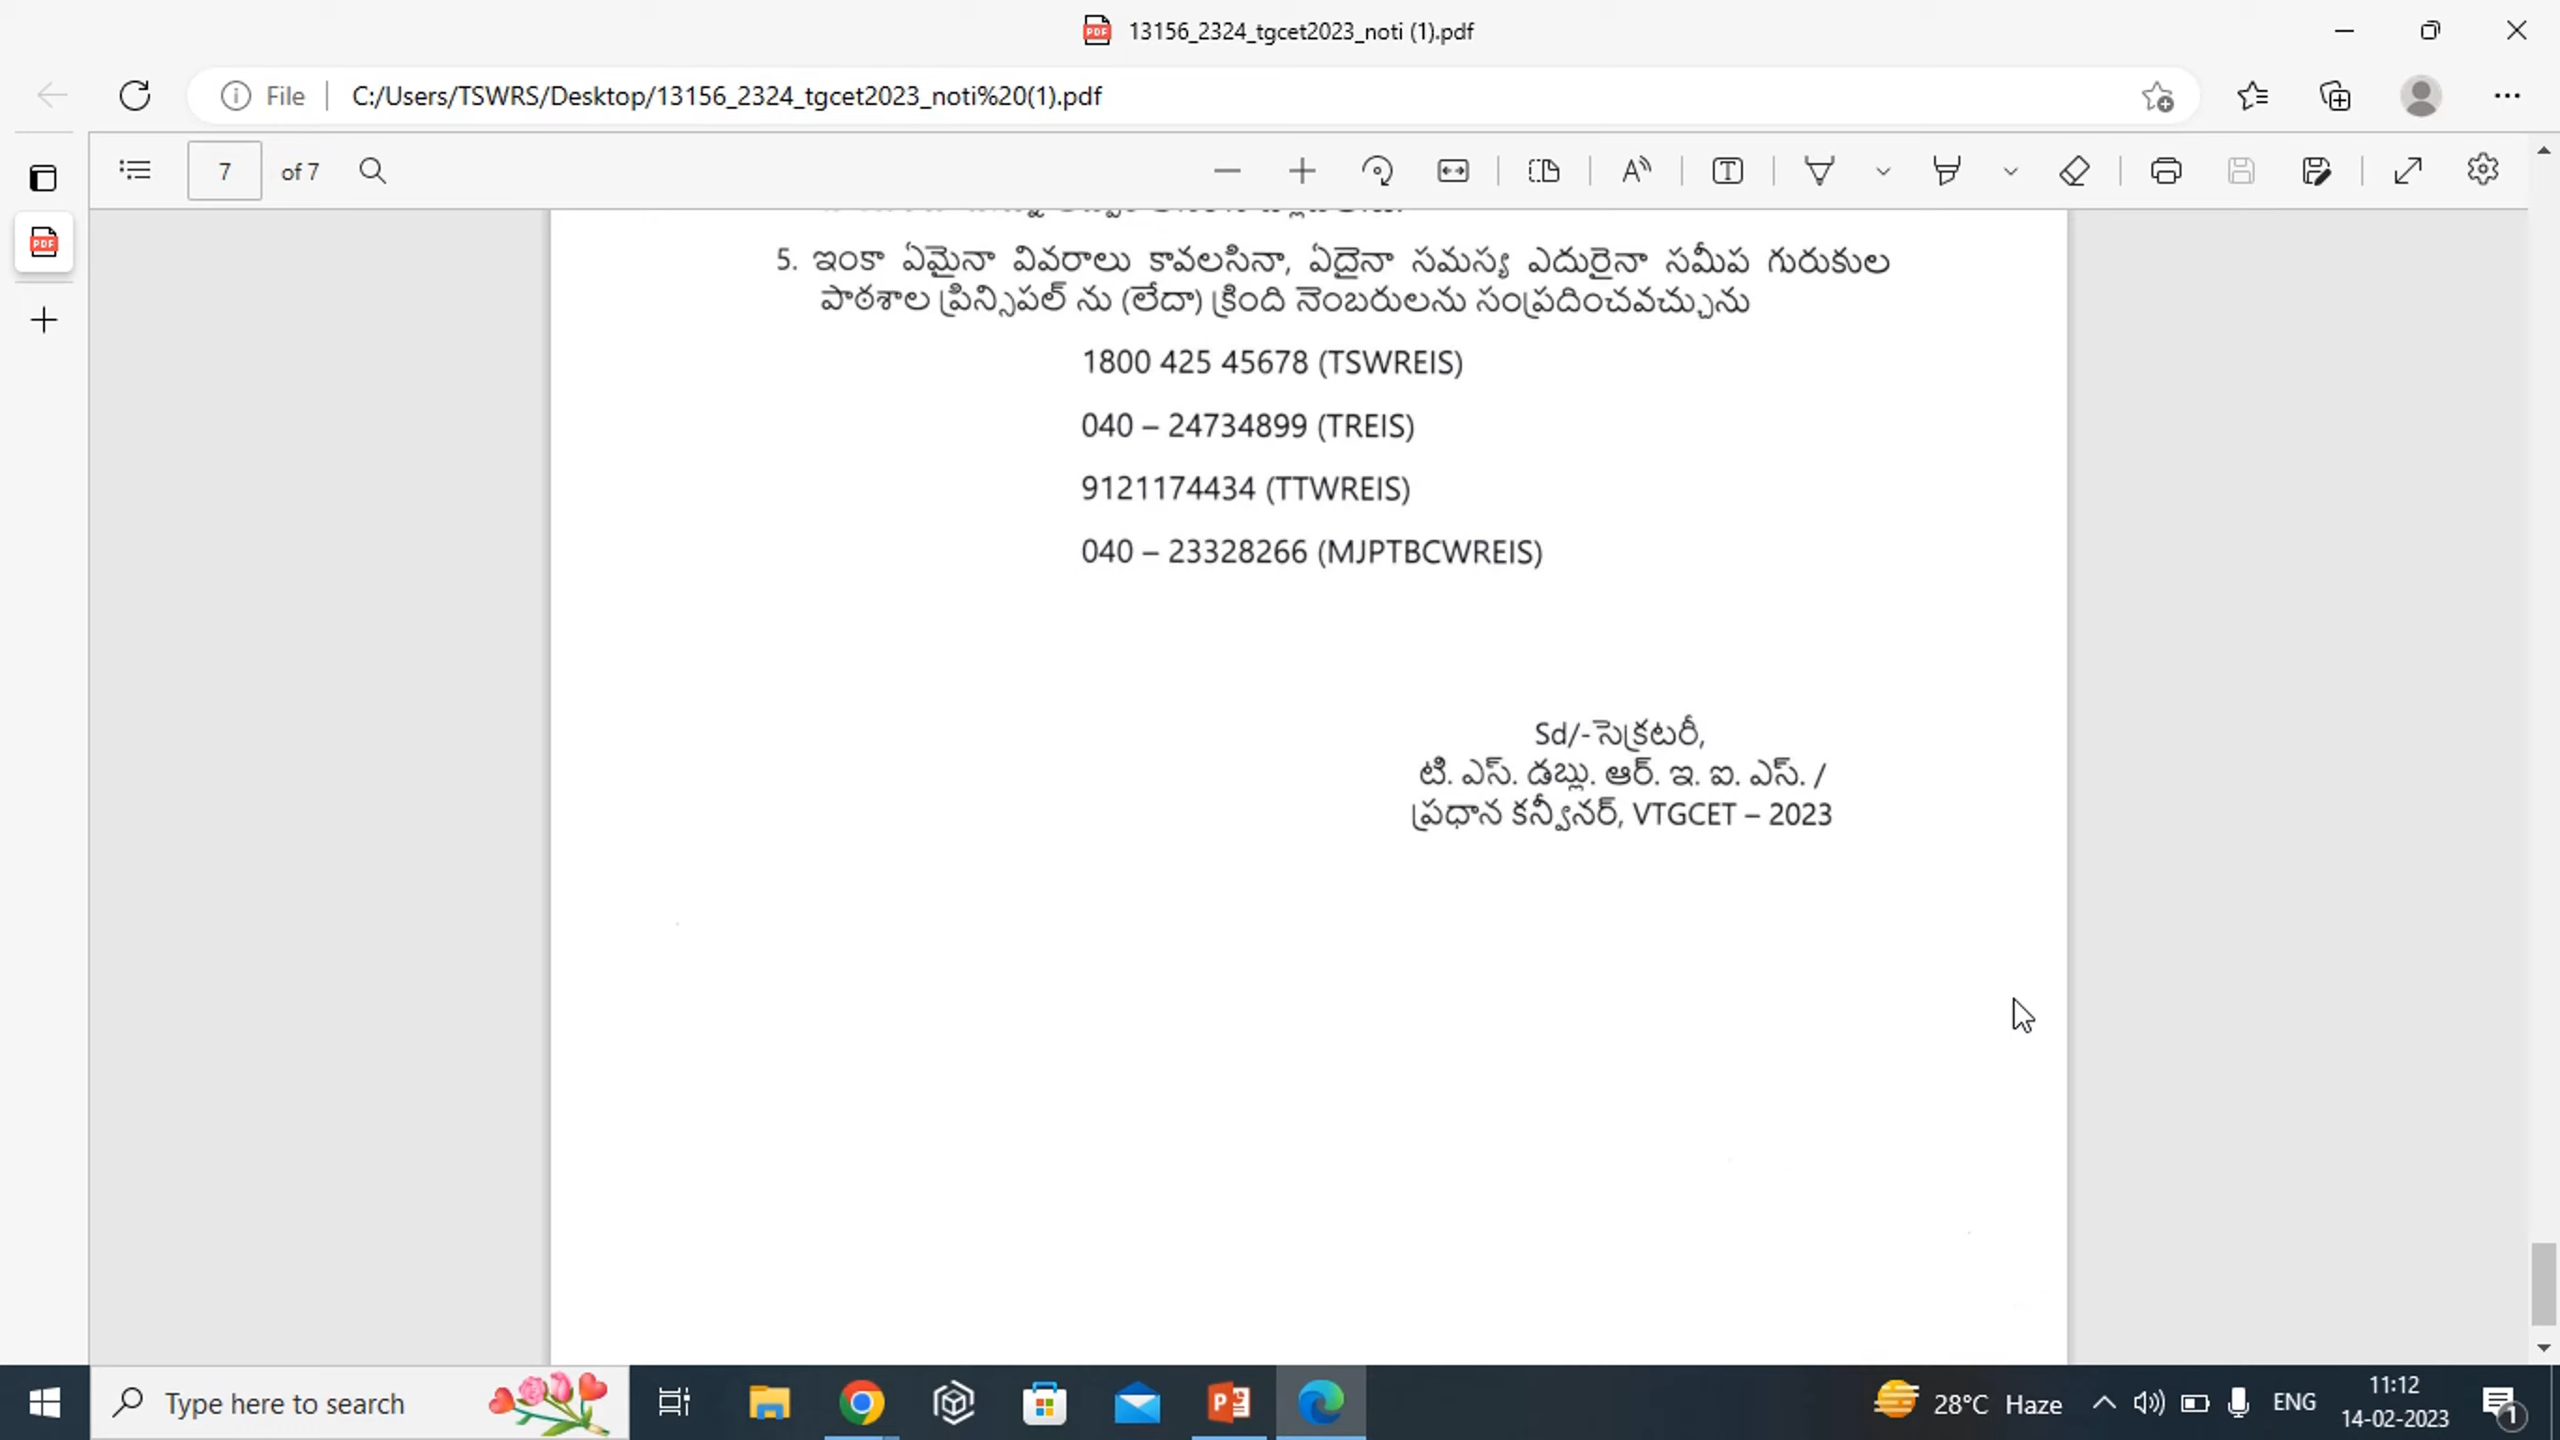 13156_2324_tgcet2023_noti (1).pdf
File | C:/Users/TSWRS/Desktop/13156_2324_tgcet2023_noti%20(1).pdf
7 of 7
5. ఇంకా ఏమైనా వివరాలు కావలసినా, ఏదైనా సమస్య ఎదురైనా సమీప గురుకుల
పాఠశాల ప్రిన్సిపల్ ను (లేదా) క్రింది నెంబరులను సంప్రదించవచ్చును
1800 425 45678 (TSWREIS)
040 – 24734899 (TREIS)
9121174434 (TTWREIS)
040 – 23328266 (MJPTBCWREIS)
Sd/-సెక్రటరీ,
టి. ఎస్. డబ్లు. ఆర్. ఇ. ఐ. ఎస్. /
ప్రధాన కన్వీనర్, VTGCET – 2023
Type here to search
28°C Haze
ENG
11:12
14-02-2023
1